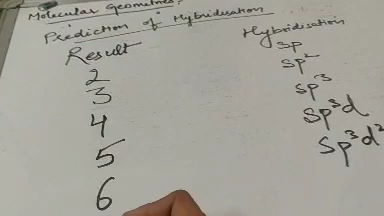 Molecular Geometries?
Prediction of Hybridisation
Result Hybridisation
2 sp
3 sp²
4 sp³
5 sp³d
6 sp³d²